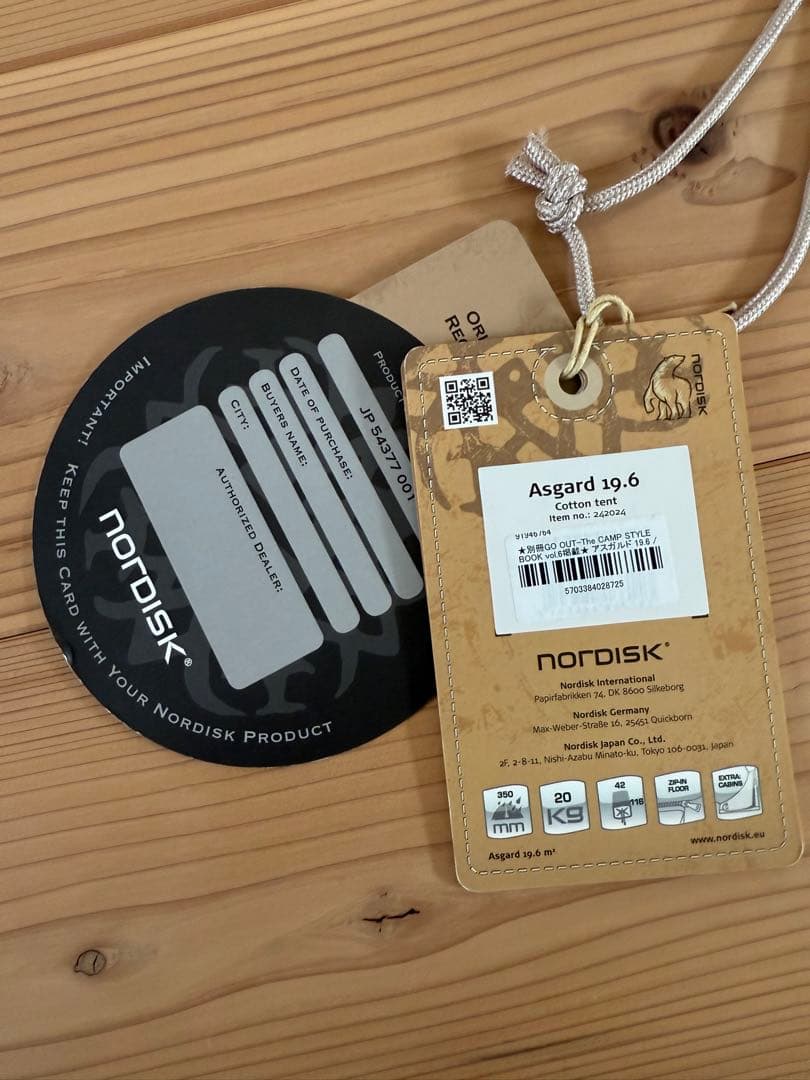 IMPORTANT! KEEP THIS CARD WITH YOUR NORDISK PRODUCT
NORDISK®
AUTHORIZED DEALER:
CITY:
BUYERS NAME:
DATE OF PURCHASE:
JP 54377 001
PRODUCT
ORI
RE
NORDISK
Asgard 19.6
Cotton tent
Item no.: 242024
91946764
★別冊GO OUT-The CAMP STYLE
BOOK vol.6掲載★ アスガルド 19.6 /
5703384028725
NORDISK®
Nordisk International
Papirfabrikken 74, DK 8600 Silkeborg
Nordisk Germany
Max-Weber-Straße 16, 25451 Quickborn
Nordisk Japan Co., Ltd.
2F, 2-8-11, Nishi-Azabu Minato-ku, Tokyo 106-0031, Japan
350
mm
20
KG
42
116
ZIP-IN
FLOOR
EXTRA:
CABINS
Asgard 19.6 m²
www.nordisk.eu